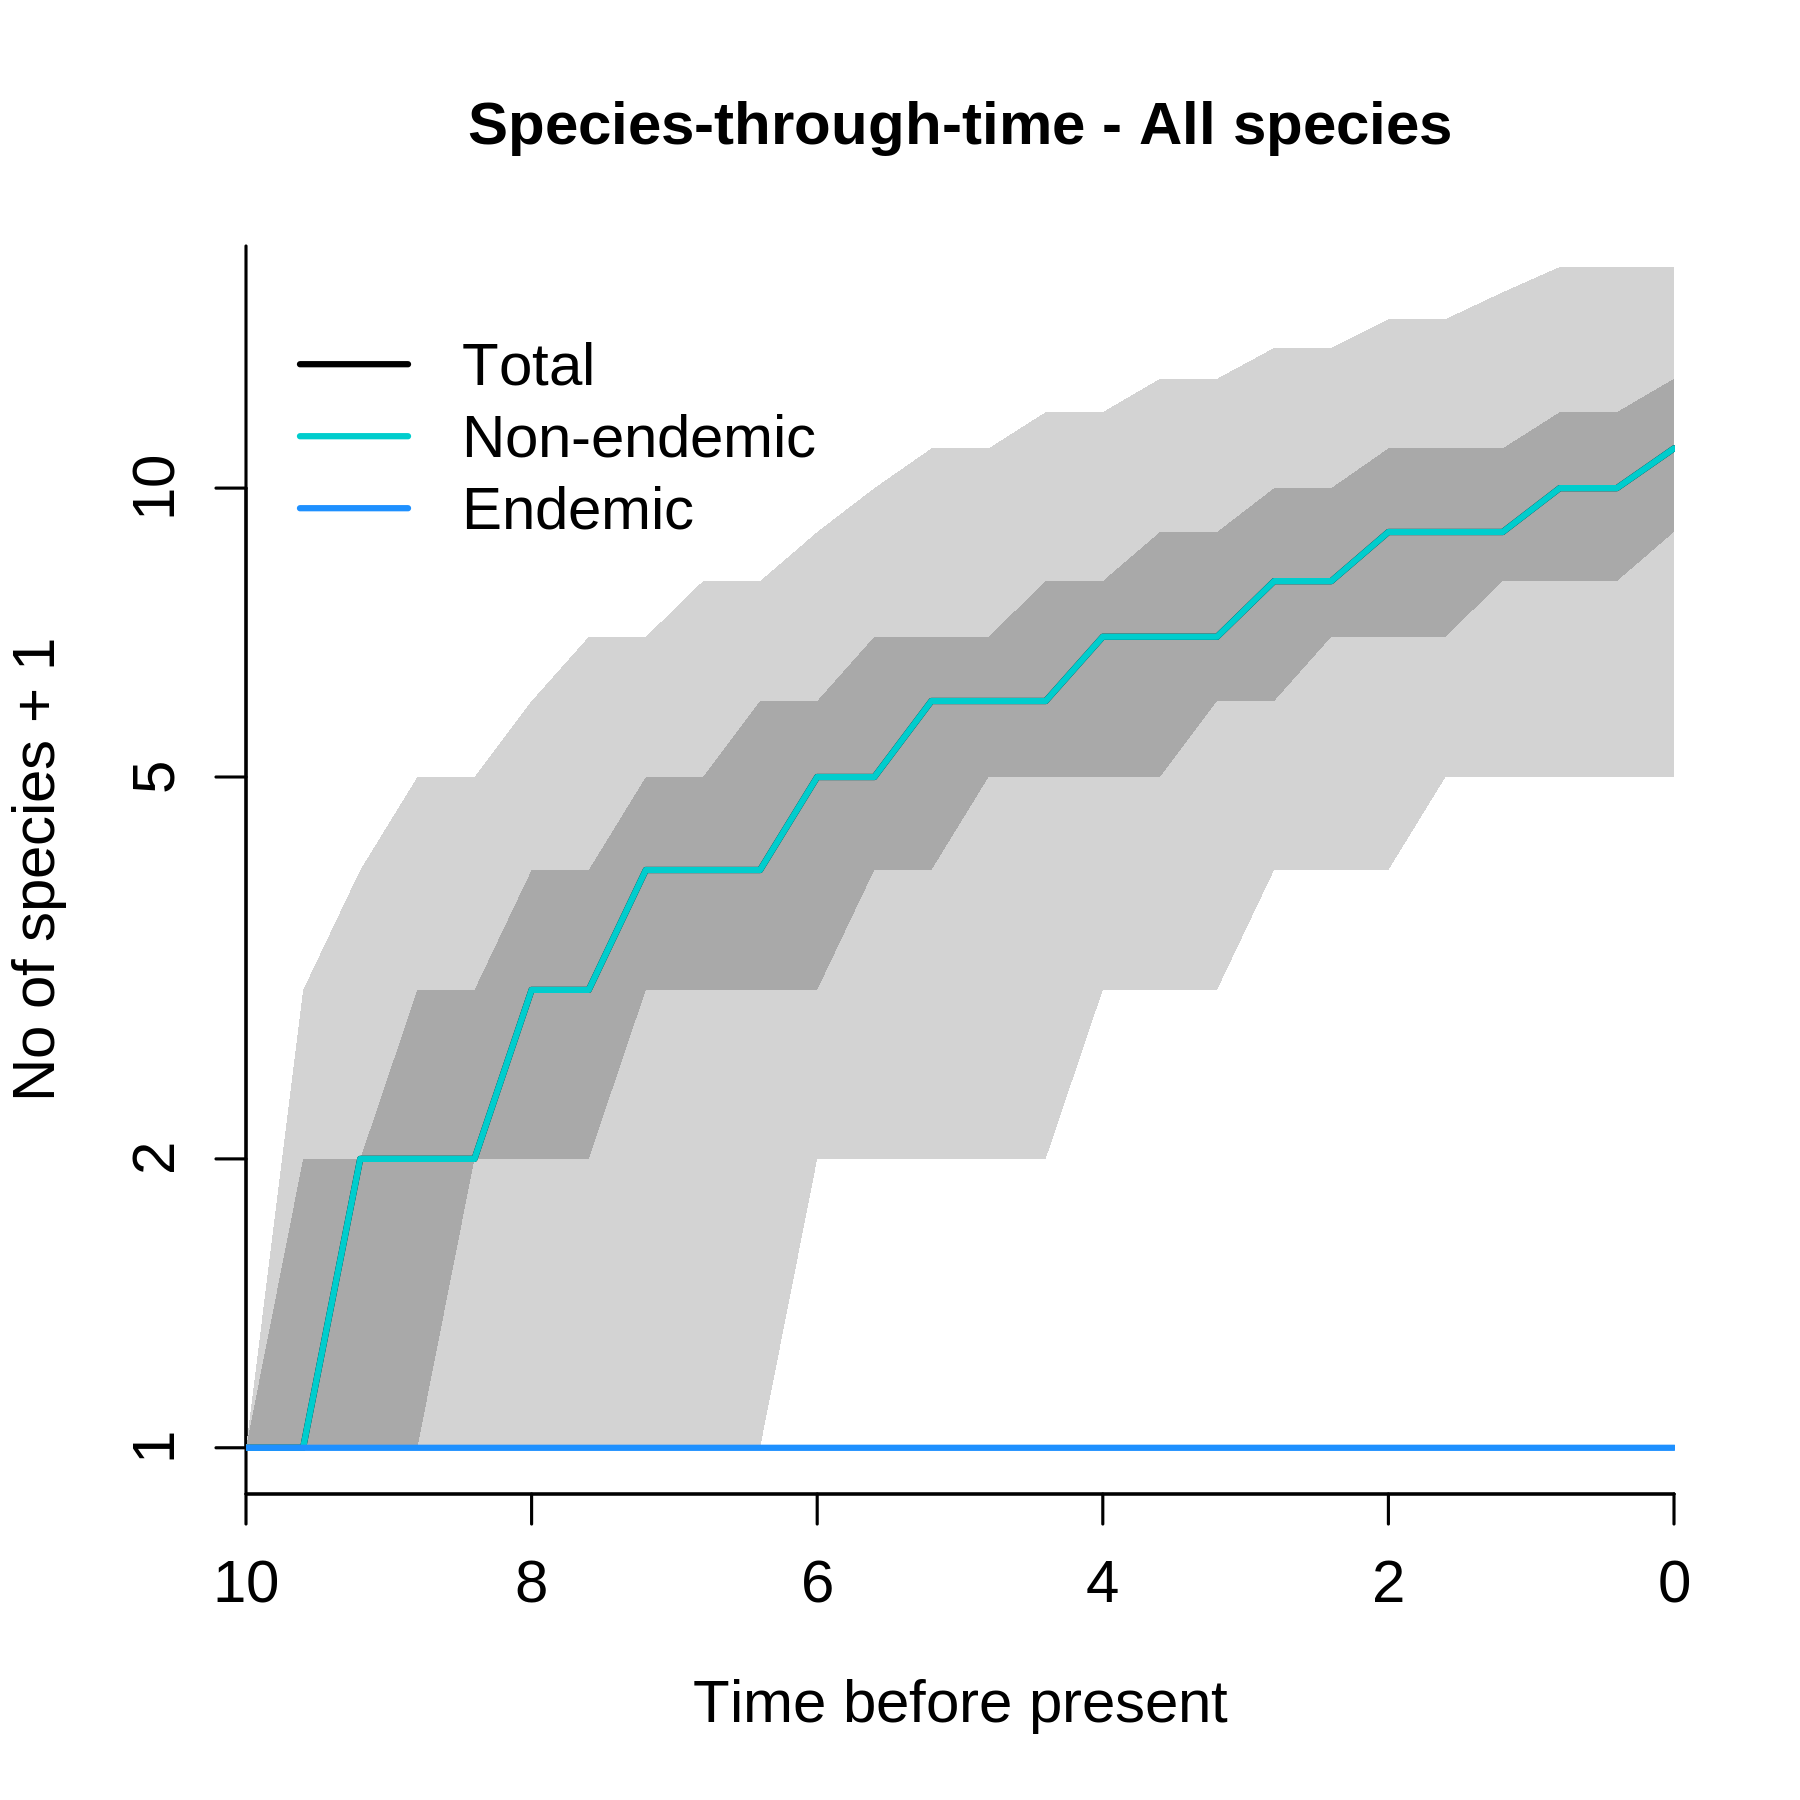 Species-through-time - All species
Total
Non-endemic
Endemic
No of species + 1
10
5
2
1
10 8 6 4 2 0
Time before present